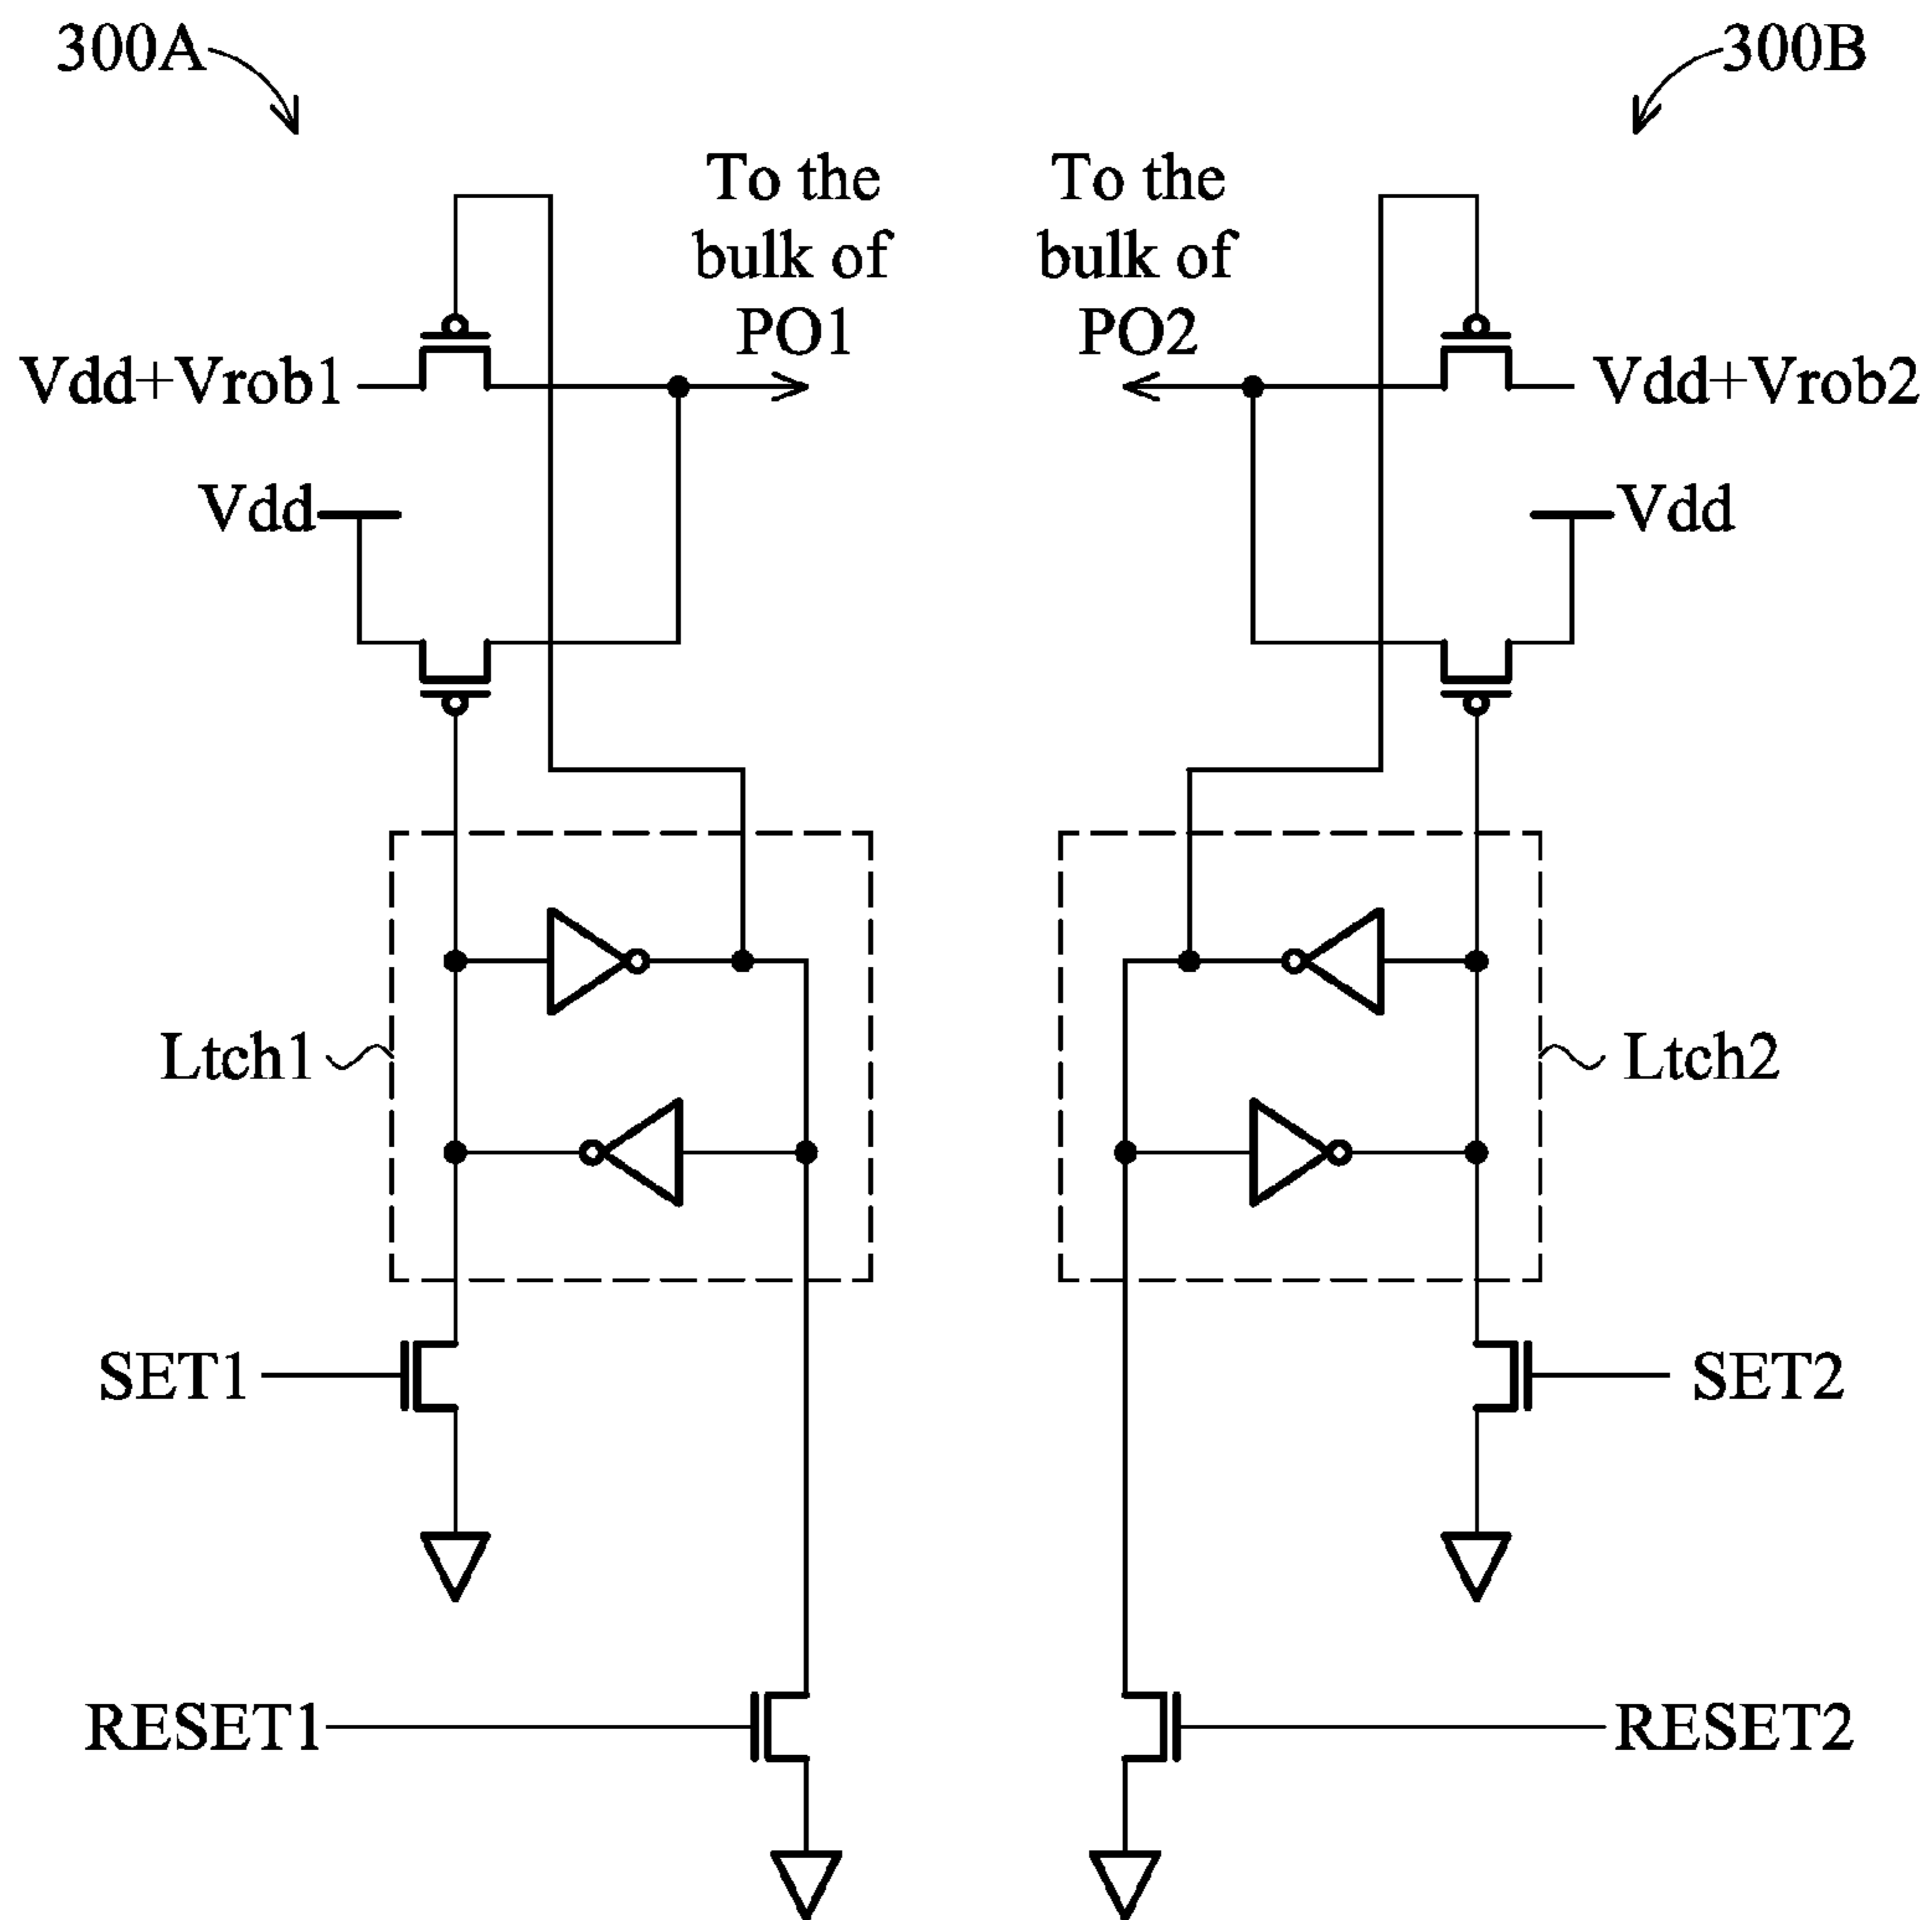 300A
300B
To the
bulk of
PO1
To the
bulk of
PO2
Vdd+Vrob1
Vdd+Vrob2
Vdd
Vdd
Ltch1
Ltch2
SET1
SET2
RESET1
RESET2